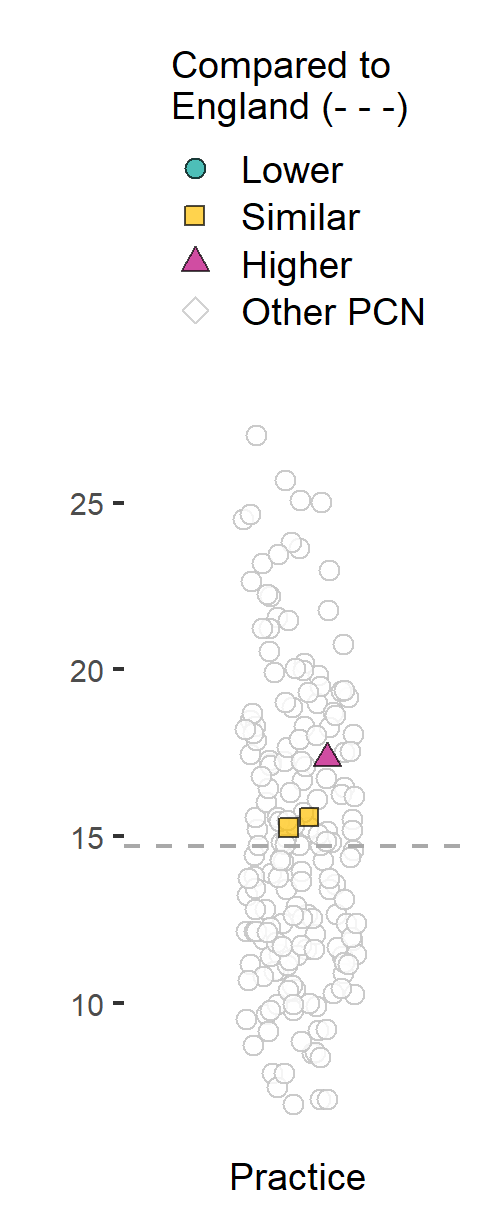 Compared to
England (- - -)
Lower
Similar
Higher
Other PCN
25
20
15
10
Practice